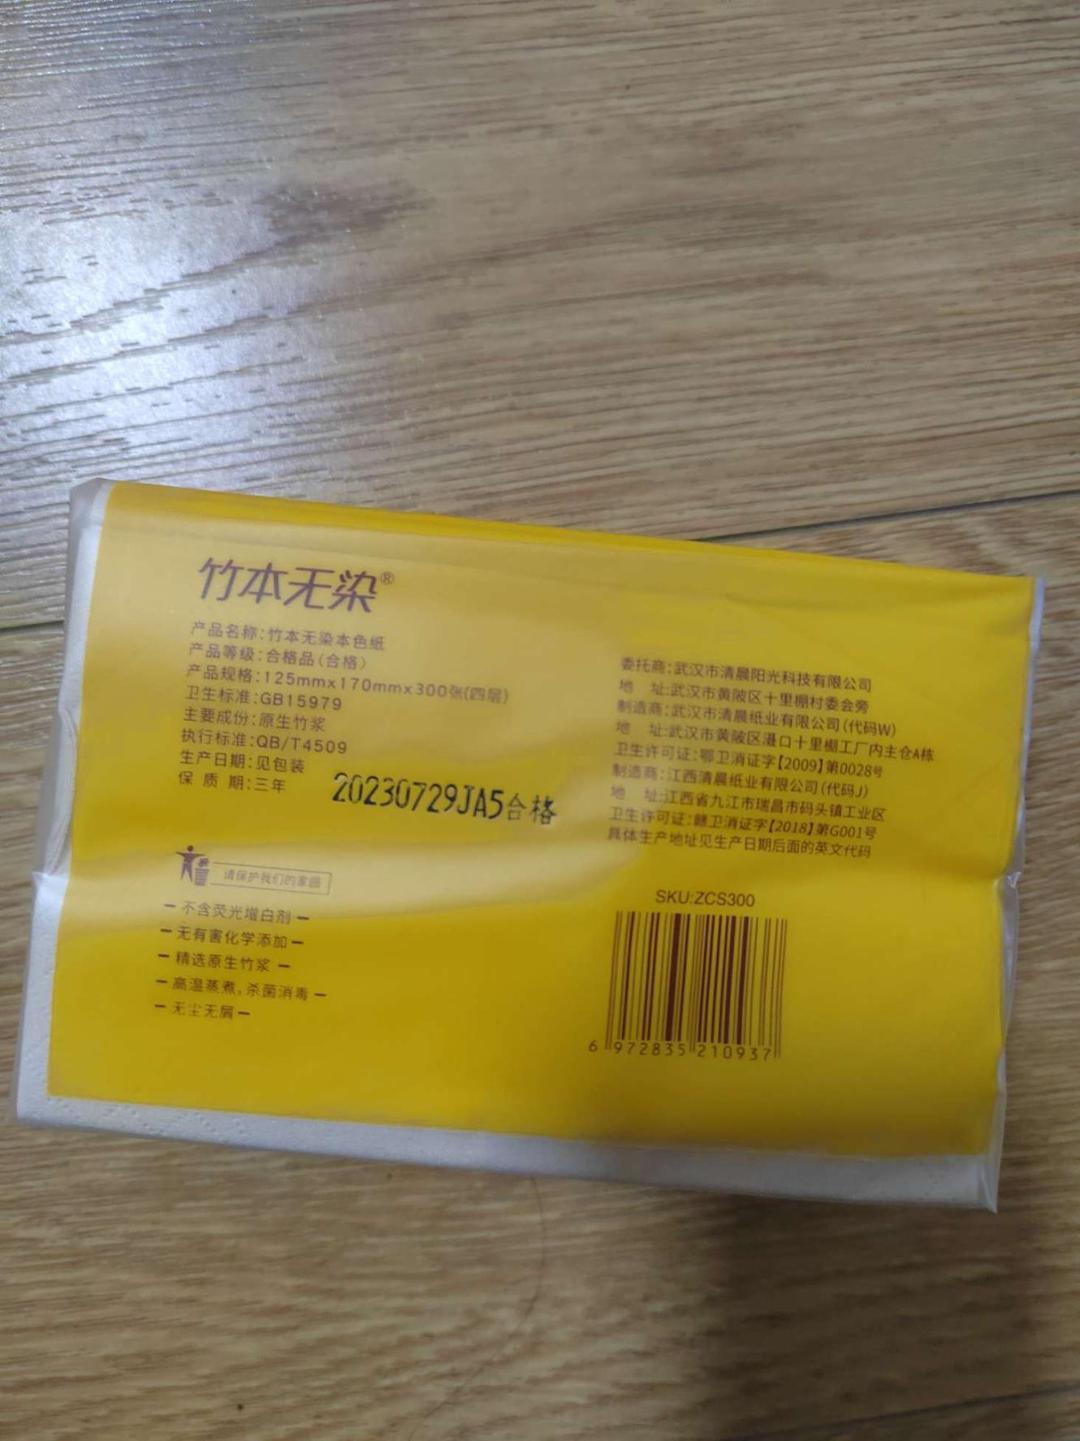 竹本无染®
产品名称:竹本无染本色纸
产品等级:合格品(合格)
产品规格:125mmx170mmx300张(四层)
卫生标准:GB15979
主要成份:原生竹浆
执行标准:QB/T4509
生产日期:见包装
保质期:三年
20230729JA5合格
请保护我们的家园
不含荧光增白剂
无有害化学添加
精选原生竹浆
高温蒸煮,杀菌消毒
无尘无屑
委托商:武汉市清晨阳光科技有限公司
地 址:武汉市黄陂区十里棚村委会旁
制造商:武汉市清晨纸业有限公司(代码W)
地 址:武汉市黄陂区滠口十里棚工厂内主仓A栋
卫生许可证:鄂卫消证字【2009】第0028号
制造商:江西清晨纸业有限公司(代码J)
地 址:江西省九江市瑞昌市码头镇工业区
卫生许可证:赣卫消证字【2018】第G001号
具体生产地址见生产日期后面的英文代码
SKU:ZCS300
6 972835 210937